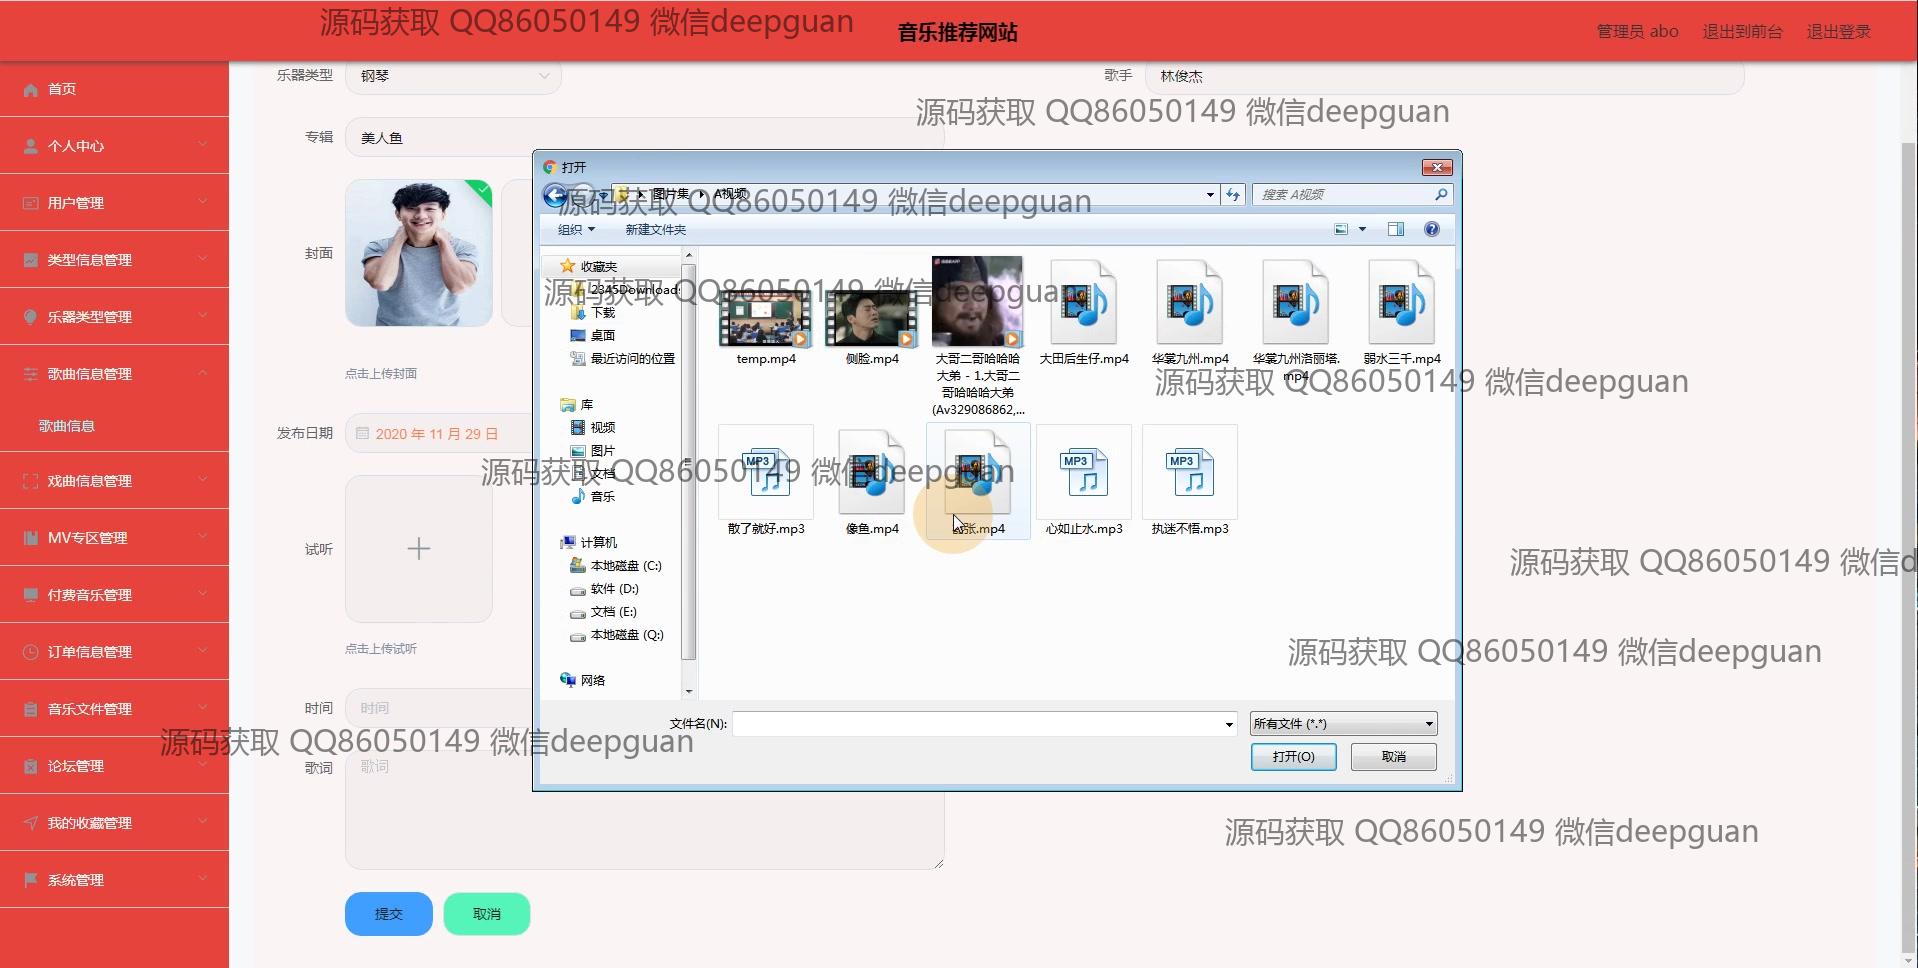 源码获取 QQ86050149 微信deepguan
音乐推荐网站
管理员 abo
退出到前台
退出登录
首页
个人中心
用户管理
类型信息管理
乐器类型管理
歌曲信息管理
歌曲信息
戏曲信息管理
MV专区管理
付费音乐管理
订单信息管理
音乐文件管理
论坛管理
我的收藏管理
系统管理
乐器类型
钢琴
歌手
林俊杰
源码获取 QQ86050149 微信deepguan
专辑
美人鱼
封面
点击上传封面
发布日期
2020 年 11 月 29 日
试听
点击上传试听
时间
时间
源码获取 QQ86050149 微信deepguan
歌词
歌词
提交
取消
打开
图片集
A视频
搜索 A视频
源码获取 QQ86050149 微信deepguan
组织
新建文件夹
收藏夹
2345Downloads
源码获取 QQ86050149 微信deepguan
下载
桌面
最近访问的位置
库
视频
图片
文档
源码获取 QQ86050149 微信deepguan
音乐
计算机
本地磁盘 (C:)
软件 (D:)
文档 (E:)
本地磁盘 (Q:)
网络
temp.mp4
侧脸.mp4
大哥二哥哈哈哈
大弟 - 1.大哥二
哥哈哈哈大弟
(Av329086862,...
大田后生仔.mp4
华裳九州.mp4
华裳九州洛丽塔.
mp4
弱水三千.mp4
源码获取 QQ86050149 微信deepguan
MP3
散了就好.mp3
像鱼.mp4
张.mp4
MP3
心如止水.mp3
MP3
执迷不悟.mp3
文件名(N):
所有文件 (*.*)
打开(O)
取消
源码获取 QQ86050149 微信d
源码获取 QQ86050149 微信deepguan
源码获取 QQ86050149 微信deepguan